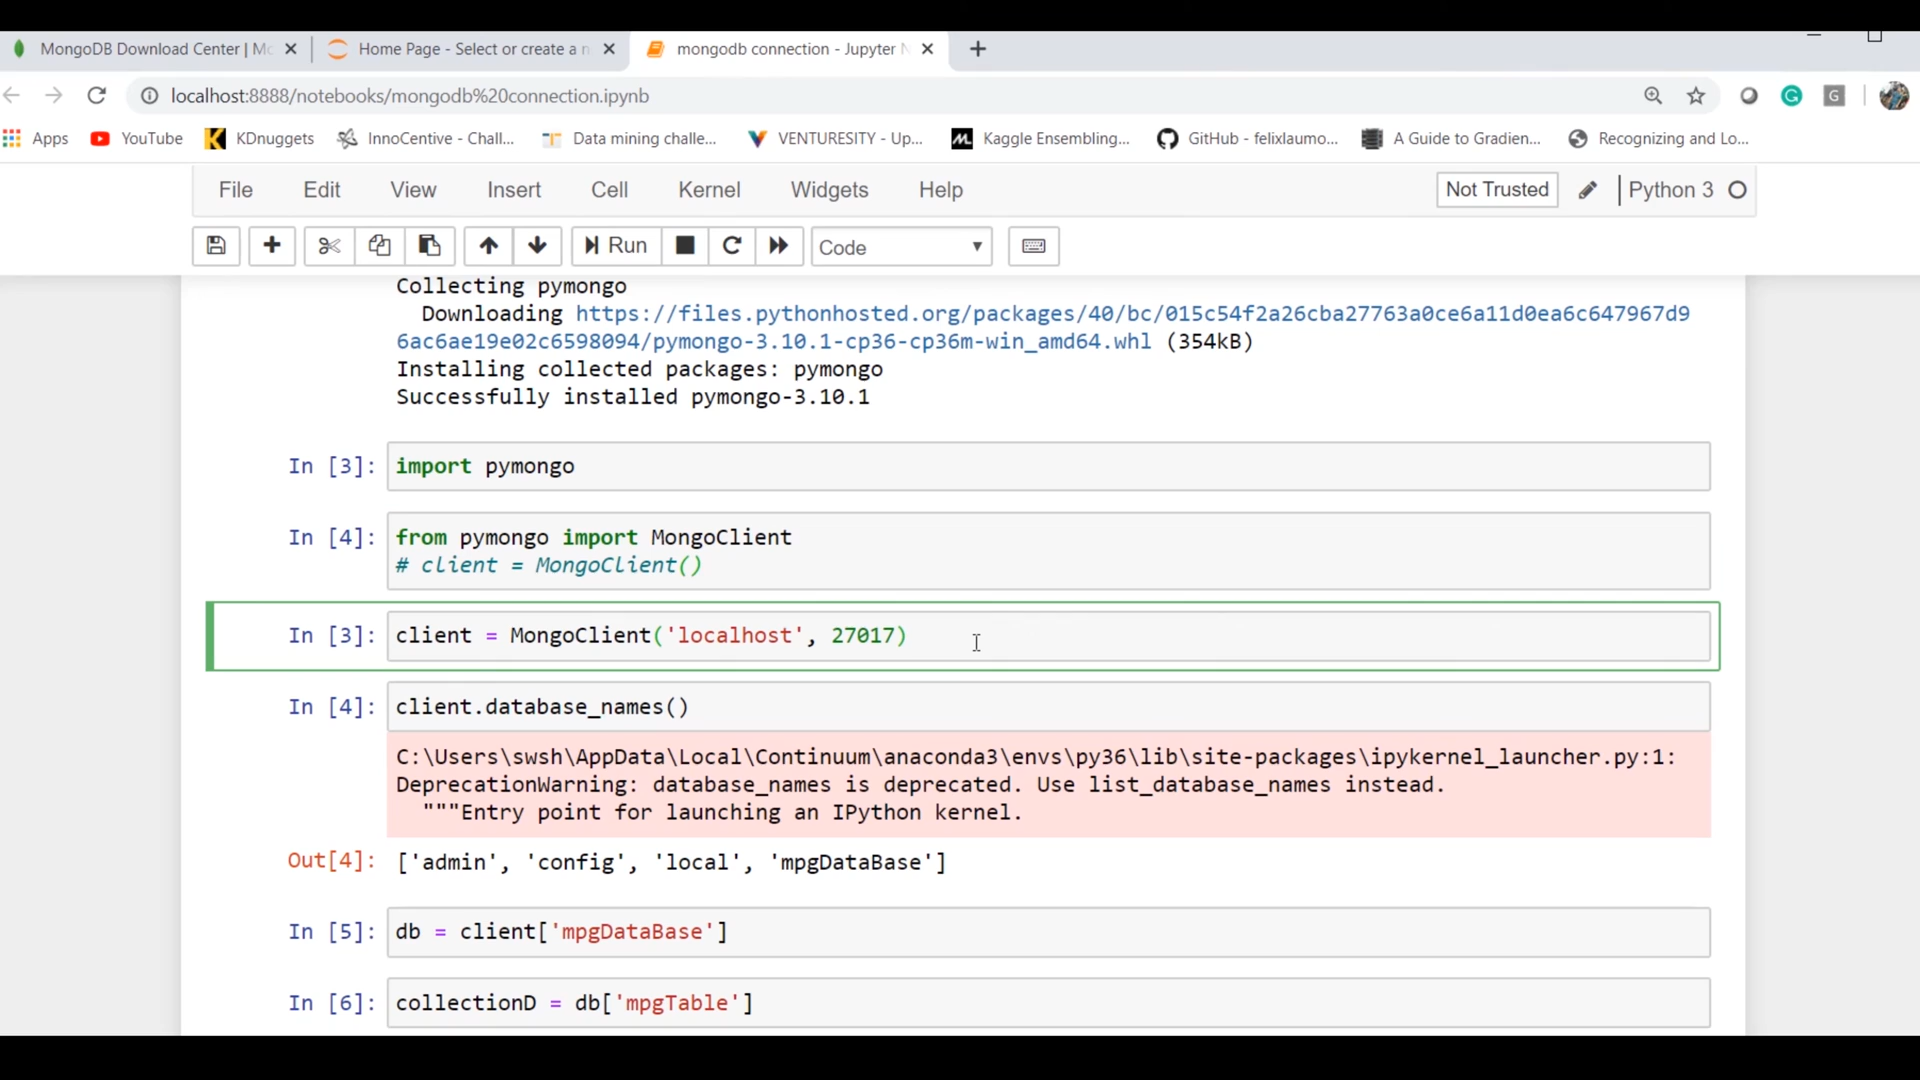 MongoDB Download Center | Mo
Home Page - Select or create a n
mongodb connection - Jupyter N
localhost:8888/notebooks/mongodb%20connection.ipynb
Apps
YouTube
KDnuggets
InnoCentive - Chall...
Data mining challe...
VENTURESITY - Up...
Kaggle Ensembling...
GitHub - felixlaumo...
A Guide to Gradien...
Recognizing and Lo...
File Edit View Insert Cell Kernel Widgets Help
Not Trusted
Python 3
Run
Code
Collecting pymongo
Downloading https://files.pythonhosted.org/packages/40/bc/015c54f2a26cba27763a0ce6a11d0ea6c647967d9
6ac6ae19e02c6598094/pymongo-3.10.1-cp36-cp36m-win_amd64.whl (354kB)
Installing collected packages: pymongo
Successfully installed pymongo-3.10.1
In [3]: import pymongo
In [4]: from pymongo import MongoClient
# client = MongoClient()
In [3]: client = MongoClient('localhost', 27017)
In [4]: client.database_names()
C:\Users\swsh\AppData\Local\Continuum\anaconda3\envs\py36\lib\site-packages\ipykernel_launcher.py:1:
DeprecationWarning: database_names is deprecated. Use list_database_names instead.
"""Entry point for launching an IPython kernel.
Out[4]: ['admin', 'config', 'local', 'mpgDataBase']
In [5]: db = client['mpgDataBase']
In [6]: collectionD = db['mpgTable']